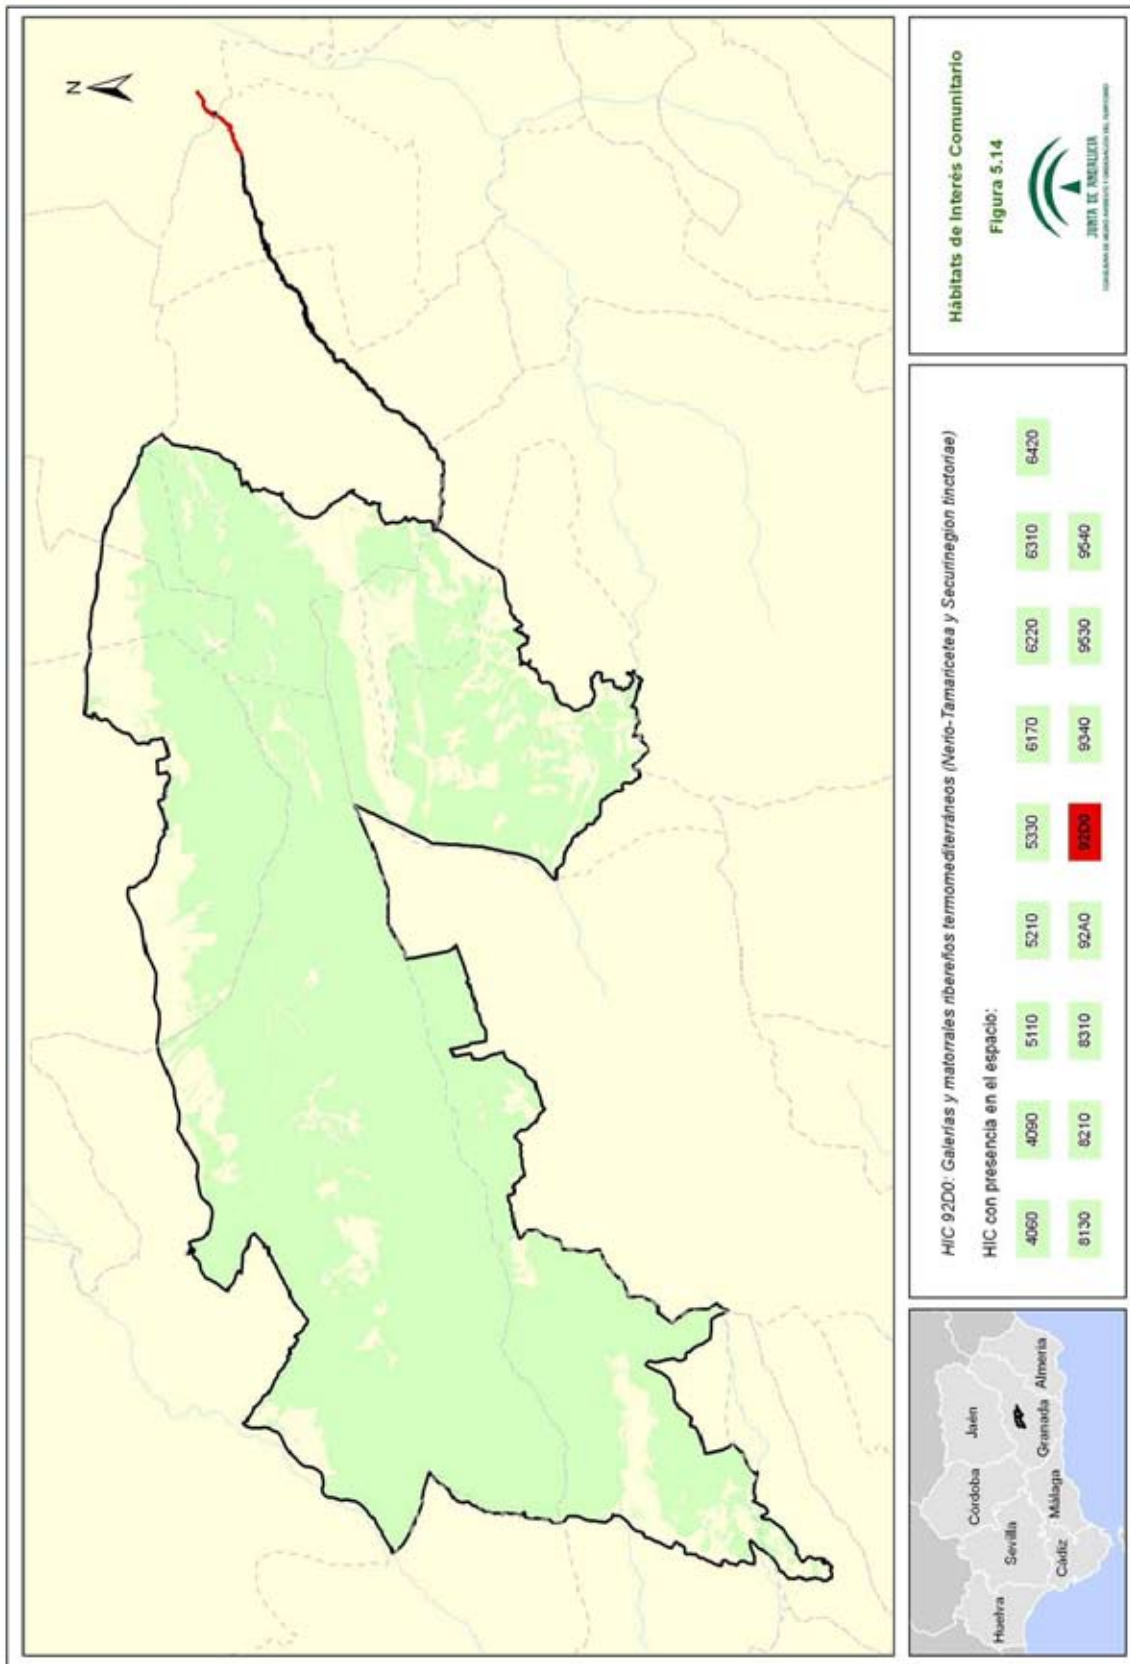 N
Huelva
Sevilla
Córdoba
Jaén
Cádiz
Málaga
Granada
Almería
HIC 92D0: Galerías y matorrales ribereños termomediterráneos (Nerio-Tamaricetea y Securinegion tinctoriae)
HIC con presencia en el espacio:
4060 4090 5110 5210 5330 6170 6220 6310 6420
8130 8210 8310 92A0 92D0 9340 9530 9540
Hábitats de Interés Comunitario
Figura 5.14
JUNTA DE ANDALUCIA